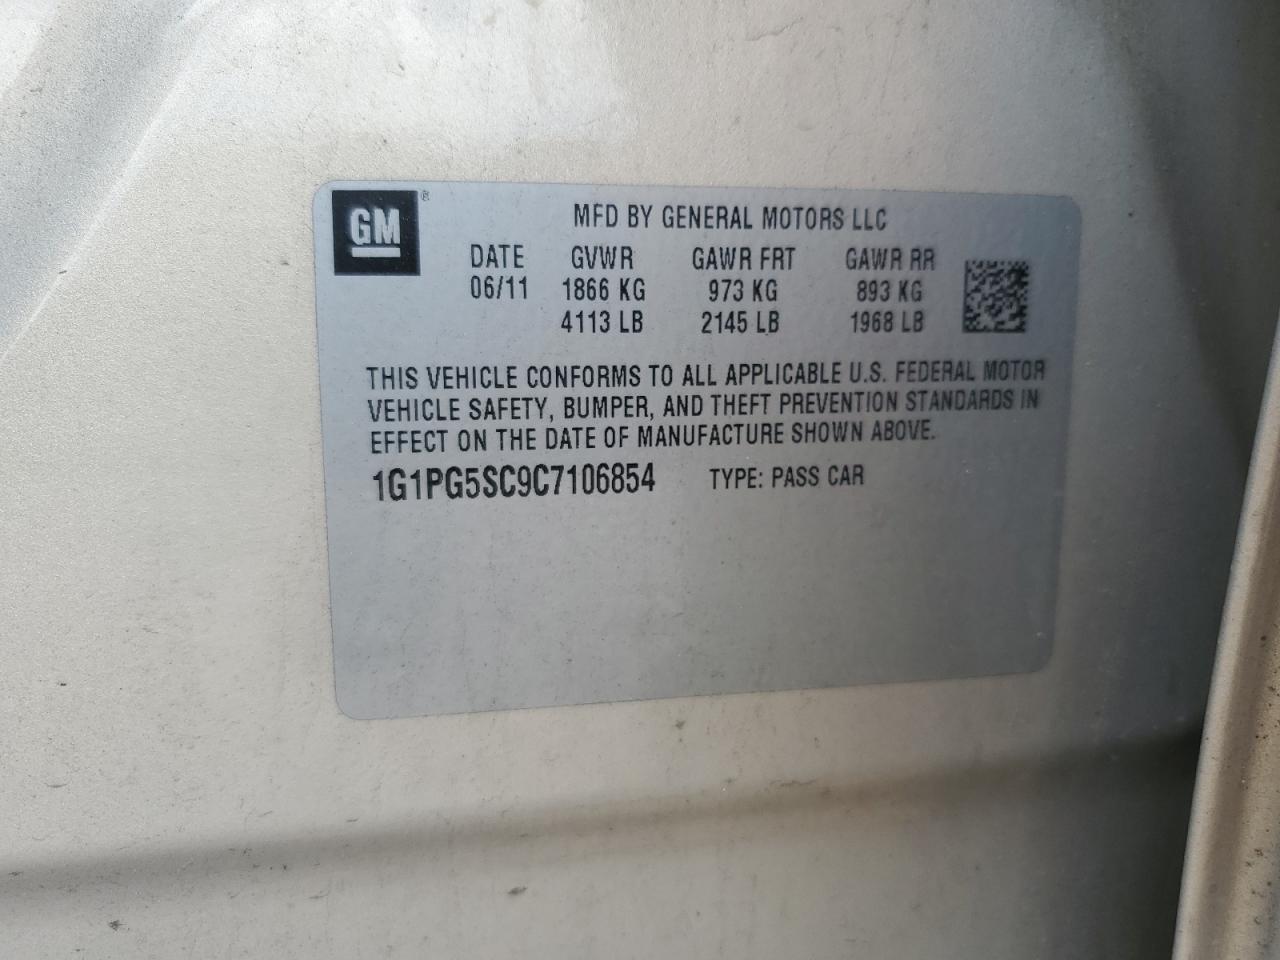 GM®
MFD BY GENERAL MOTORS LLC
DATE GVWR GAWR FRT GAWR RR
06/11 1866 KG 973 KG 893 KG
4113 LB 2145 LB 1968 LB
THIS VEHICLE CONFORMS TO ALL APPLICABLE U.S. FEDERAL MOTOR
VEHICLE SAFETY, BUMPER, AND THEFT PREVENTION STANDARDS IN
EFFECT ON THE DATE OF MANUFACTURE SHOWN ABOVE.
1G1PG5SC9C7106854 TYPE: PASS CAR